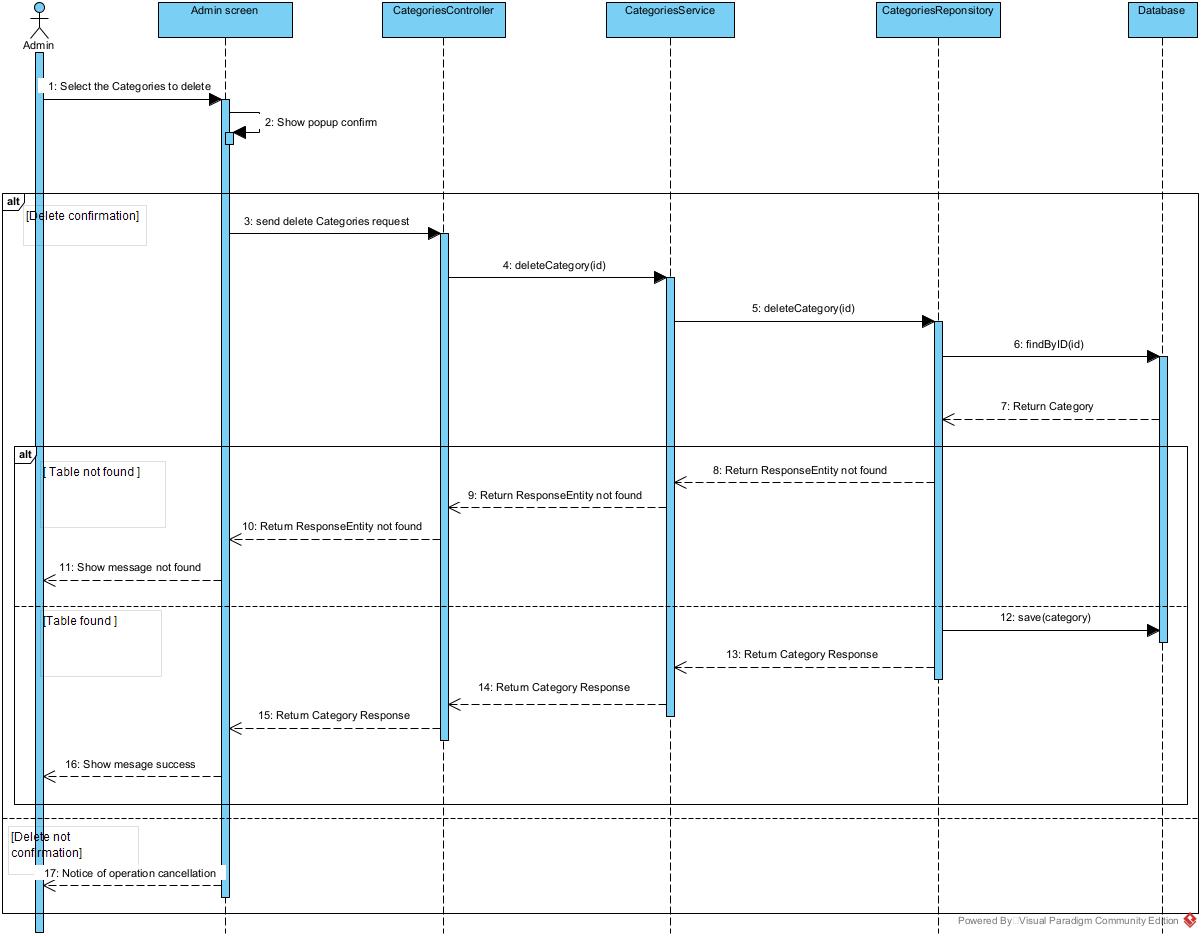 Admin screen
CategoriesController
CategoriesService
CategoriesReponsitory
Database
Admin
1: Select the Categories to delete
2: Show popup confirm
alt
[Delete confirmation]
3: send delete Categories request
4: deleteCategory(id)
5: deleteCategory(id)
6: findByID(id)
7: Return Category
alt
[ Table not found ]
8: Return ResponseEntity not found
9: Return ResponseEntity not found
10: Return ResponseEntity not found
11: Show message not found
[Table found ]
12: save(category)
13: Return Category Response
14: Return Category Response
15: Return Category Response
16: Show mesage success
[Delete not
confirmation]
17: Notice of operation cancellation
Powered By Visual Paradigm Community Edition